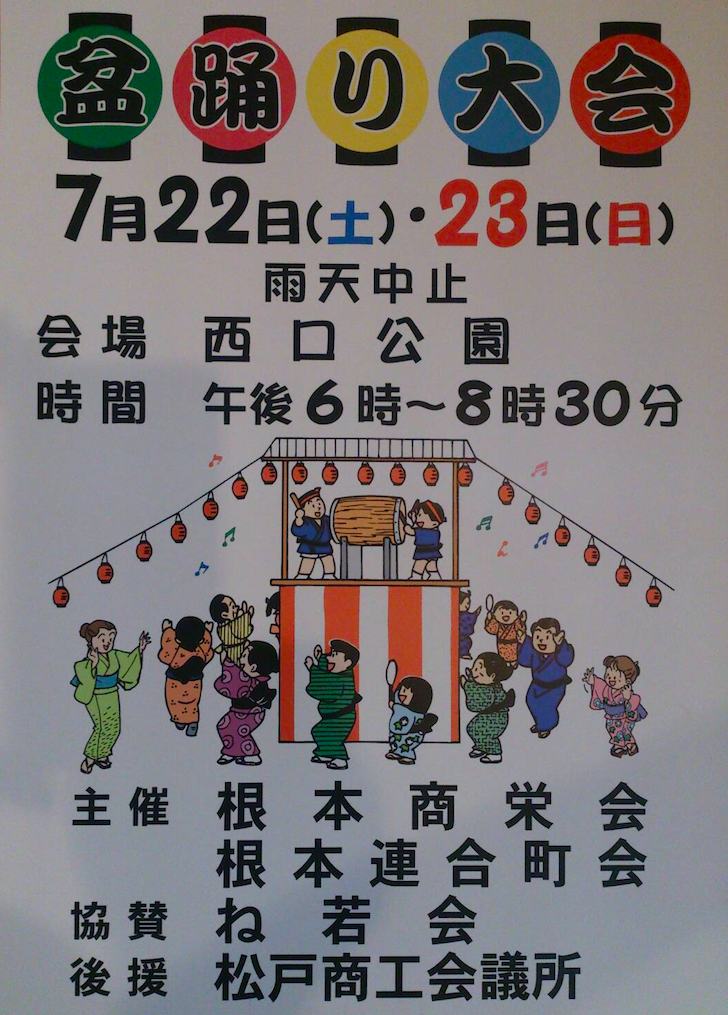 盆踊り大会
7月22日(土)・23日(日)
雨天中止
会場 西口公園
時間 午後6時～8時30分
主催 根本商栄会
根本連合町会
協賛 ね若会
後援 松戸商工会議所